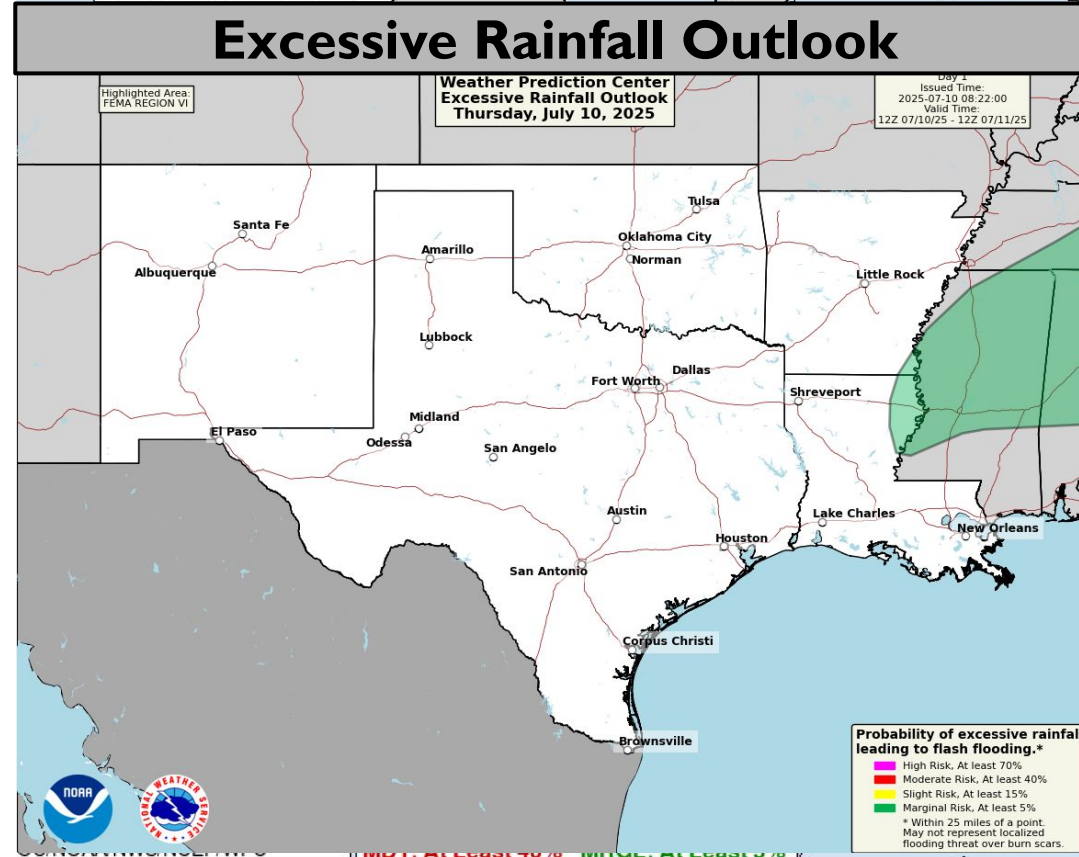 Excessive Rainfall Outlook
Highlighted Area:
FEMA REGION VI
Weather Prediction Center
Excessive Rainfall Outlook
Thursday, July 10, 2025
Day 1
Issued Time:
2025-07-10 08:22:00
Valid Time:
12Z 07/10/25 - 12Z 07/11/25
Tulsa
Santa Fe
Oklahoma City
Amarillo
Norman
Albuquerque
Little Rock
Lubbock
Dallas
Fort Worth
Shreveport
Midland
El Paso
Odessa
San Angelo
Austin
Lake Charles
New Orleans
Houston
San Antonio
Corpus Christi
Brownsville
Probability of excessive rainfal
leading to flash flooding.*
High Risk, At least 70%
Moderate Risk, At least 40%
Slight Risk, At least 15%
Marginal Risk, At least 5%
* Within 25 miles of a point.
May not represent localized
flooding threat over burn scars.
NOAA
NATIONAL WEATHER SERVICE